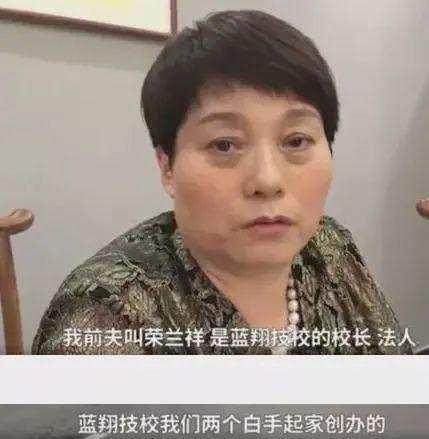 我前夫叫荣兰祥 是蓝翔技校的校长 法人
蓝翔技校我们两个白手起家创办的